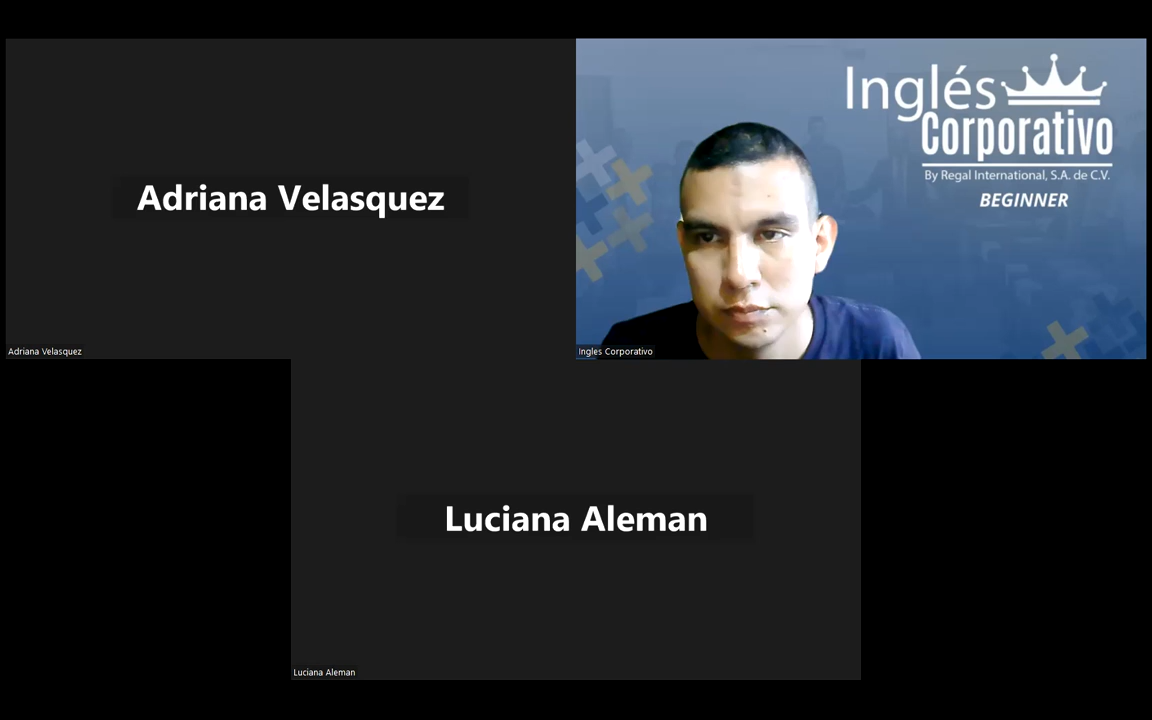 Adriana Velasquez
Adriana Velasquez
Inglés
Corporativo
By Regal International, S.A. de C.V.
BEGINNER
Ingles Corporativo
Luciana Aleman
Luciana Aleman